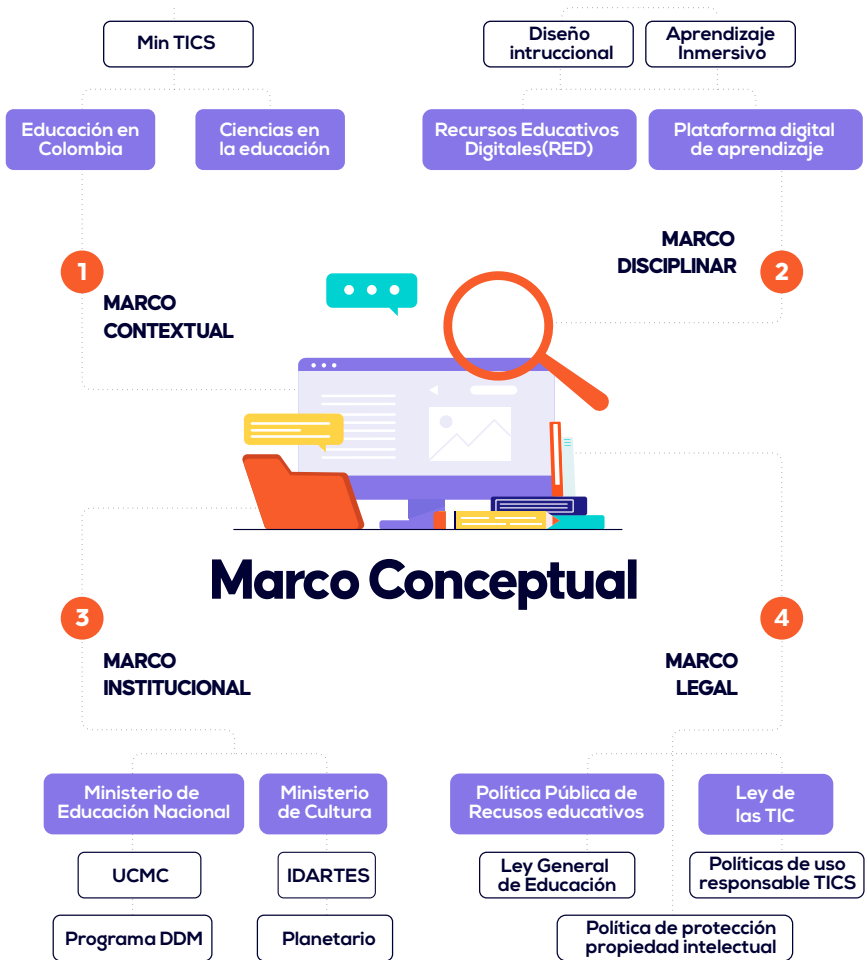 Min TICS
Diseño
intruccional
Aprendizaje
Inmersivo
Educación en
Colombia
Ciencias en
la educación
Recursos Educativos
Digitales(RED)
Plataforma digital
de aprendizaje
1
MARCO
CONTEXTUAL
MARCO
DISCIPLINAR
2
Marco Conceptual
3
MARCO
INSTITUCIONAL
4
MARCO
LEGAL
Ministerio de
Educación Nacional
Ministerio
de Cultura
Política Pública de
Recusos educativos
Ley de
las TIC
UCMC
IDARTES
Ley General
de Educación
Políticas de uso
responsable TICS
Programa DDM
Planetario
Política de protección
propiedad intelectual